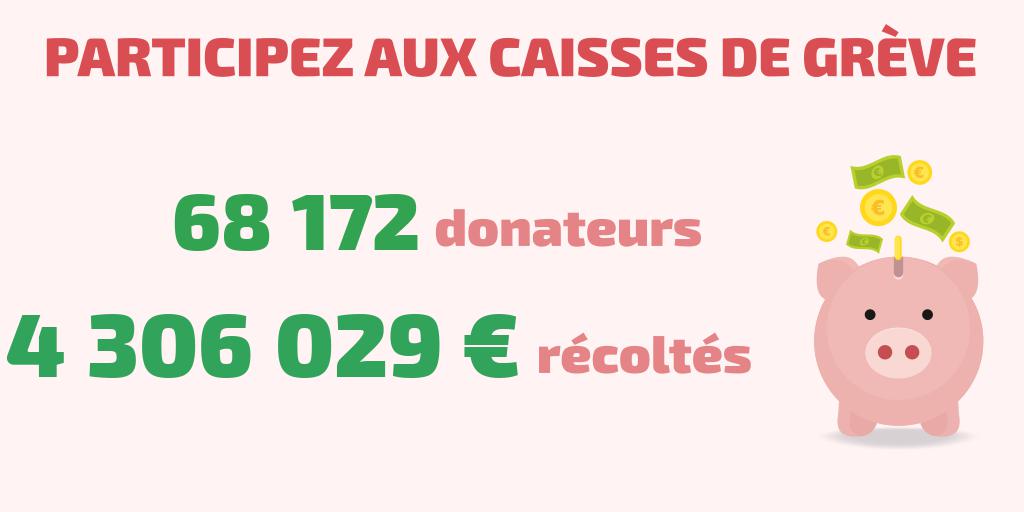 PARTICIPEZ AUX CAISSES DE GRÈVE
68 172 donateurs
4 306 029 € récoltés